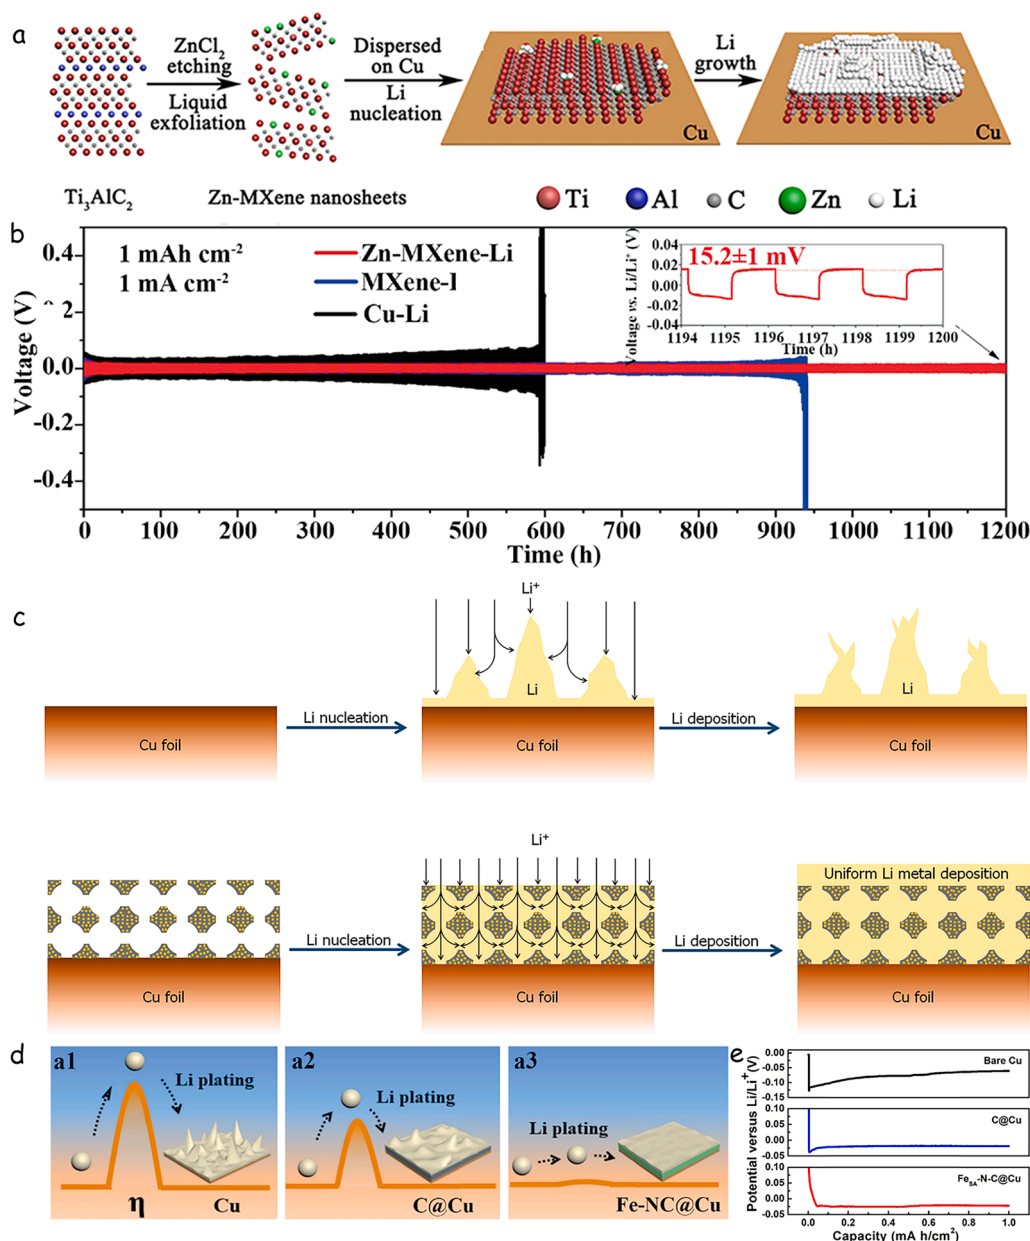 a
ZnCl2
etching
Liquid
exfoliation
Dispersed
on Cu
Li
nucleation
Cu
Li
growth
Cu
Ti3AlC2
Zn-MXene nanosheets
Ti
Al
C
Zn
Li
b
1 mAh cm-2
1 mA cm-2
Zn-MXene-Li
MXene-l
Cu-Li
Voltage (V)
0.4
2
0.0
-0.2
-0.4
0 100 200 300 400 500 600 700 800 900 1000 1100 1200
Time (h)
15.2±1 mV
Voltage vs. Li/Li+ (V)
0.04
0.02
0.00
-0.02
-0.04
1194 1195 1196 1197 1198 1199 1200
Time (h)
c
Cu foil
Li nucleation
Li+
Li
Cu foil
Li deposition
Li
Cu foil
Cu foil
Li nucleation
Li+
Cu foil
Li deposition
Uniform Li metal deposition
Cu foil
d
a1
Li plating
η
Cu
a2
Li plating
C@Cu
a3
Li plating
Fe-NC@Cu
e
Potential versus Li/Li+(V)
0.00
-0.05
-0.10
-0.15
Bare Cu
0.10
0.05
0.00
-0.05
C@Cu
0.10
0.05
0.00
-0.05
FeSA-N-C@Cu
0.0 0.2 0.4 0.6 0.8 1.0
Capacity (mA h/cm2)